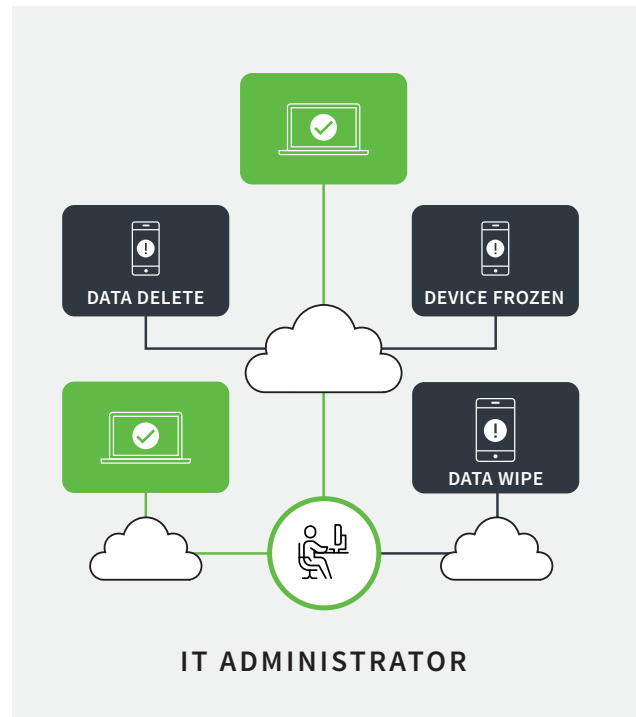 DATA DELETE
DEVICE FROZEN
DATA WIPE
IT ADMINISTRATOR